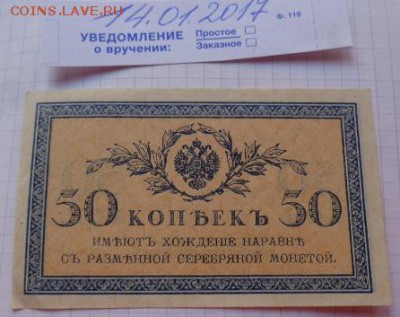 COINS.LAVE.RU
14.01.2017
ф. 119
УВЕДОМЛЕНИЕ
о вручении:
Простое
Заказное
50 КОПѢЕКЪ 50
ИМѢЮТЪ ХОЖДЕНІЕ НАРАВНѢ
СЪ РАЗМѢННОЙ СЕРЕБРЯНОЙ МОНЕТОЙ.